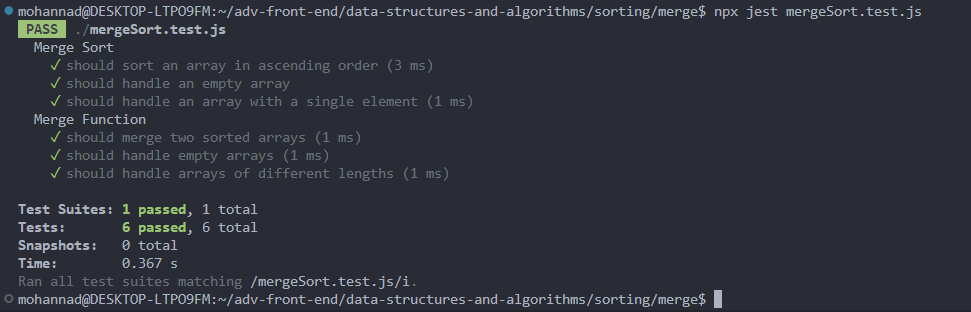 mohannad@DESKTOP-LTPO9FM:~/adv-front-end/data-structures-and-algorithms/sorting/merge$ npx jest mergeSort.test.js
PASS ./mergeSort.test.js
Merge Sort
✓ should sort an array in ascending order (3 ms)
✓ should handle an empty array
✓ should handle an array with a single element (1 ms)
Merge Function
✓ should merge two sorted arrays (1 ms)
✓ should handle empty arrays (1 ms)
✓ should handle arrays of different lengths (1 ms)
Test Suites: 1 passed, 1 total
Tests: 6 passed, 6 total
Snapshots: 0 total
Time: 0.367 s
Ran all test suites matching /mergeSort.test.js/i.
mohannad@DESKTOP-LTPO9FM:~/adv-front-end/data-structures-and-algorithms/sorting/merge$